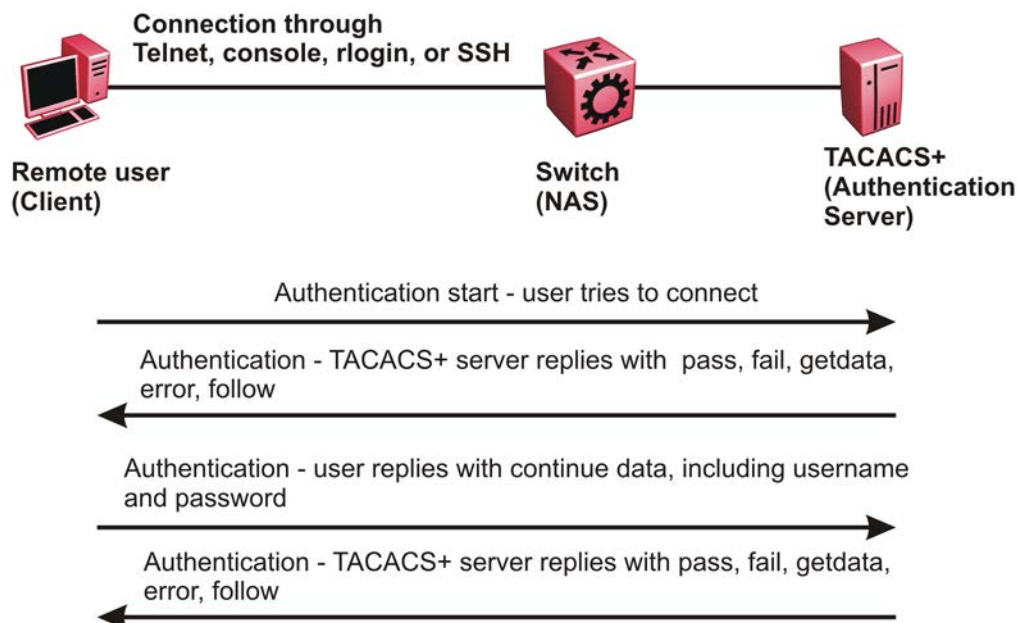 Connection through
Telnet, console, rlogin, or SSH
Remote user
(Client)
Switch
(NAS)
TACACS+
(Authentication
Server)
Authentication start - user tries to connect
Authentication - TACACS+ server replies with pass, fail, getdata,
error, follow
Authentication - user replies with continue data, including username
and password
Authentication - TACACS+ server replies with pass, fail, getdata,
error, follow